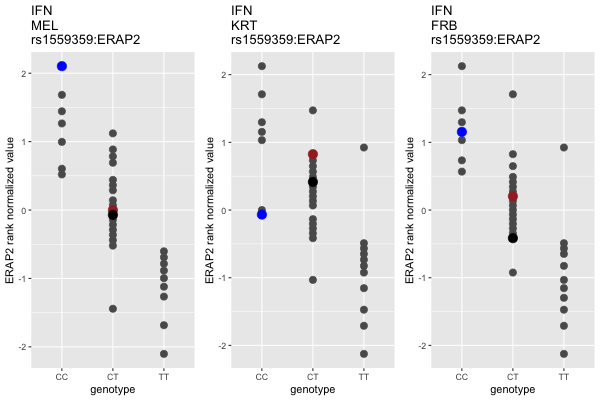 IFN
MEL
rs1559359:ERAP2
ERAP2 rank normalized value
2
1
0
-1
-2
CC
CT
TT
genotype
IFN
KRT
rs1559359:ERAP2
ERAP2 rank normalized value
2
1
0
-1
-2
CC
CT
TT
genotype
IFN
FRB
rs1559359:ERAP2
ERAP2 rank normalized value
2
1
0
-1
-2
CC
CT
TT
genotype